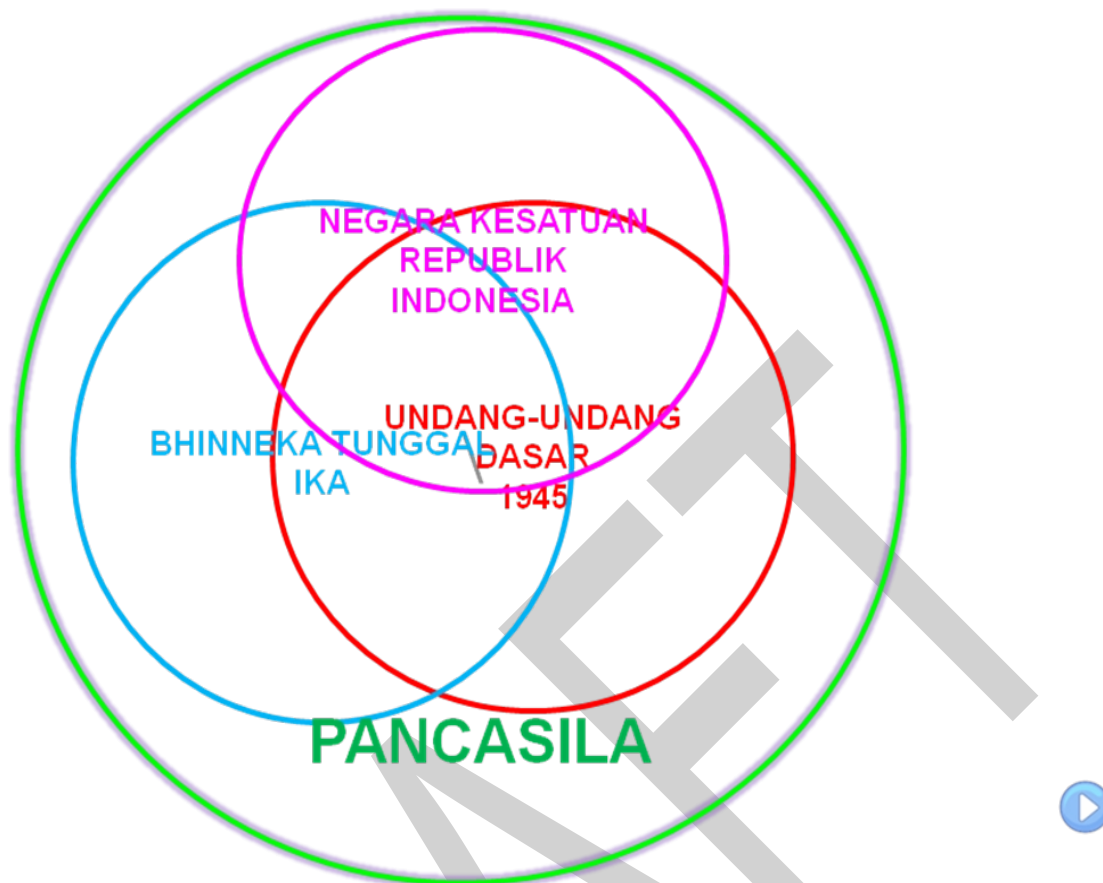 NEGARA KESATUAN
REPUBLIK
INDONESIA
UNDANG-UNDANG
DASAR
1945
BHINNEKA TUNGGAL
IKA
PANCASILA